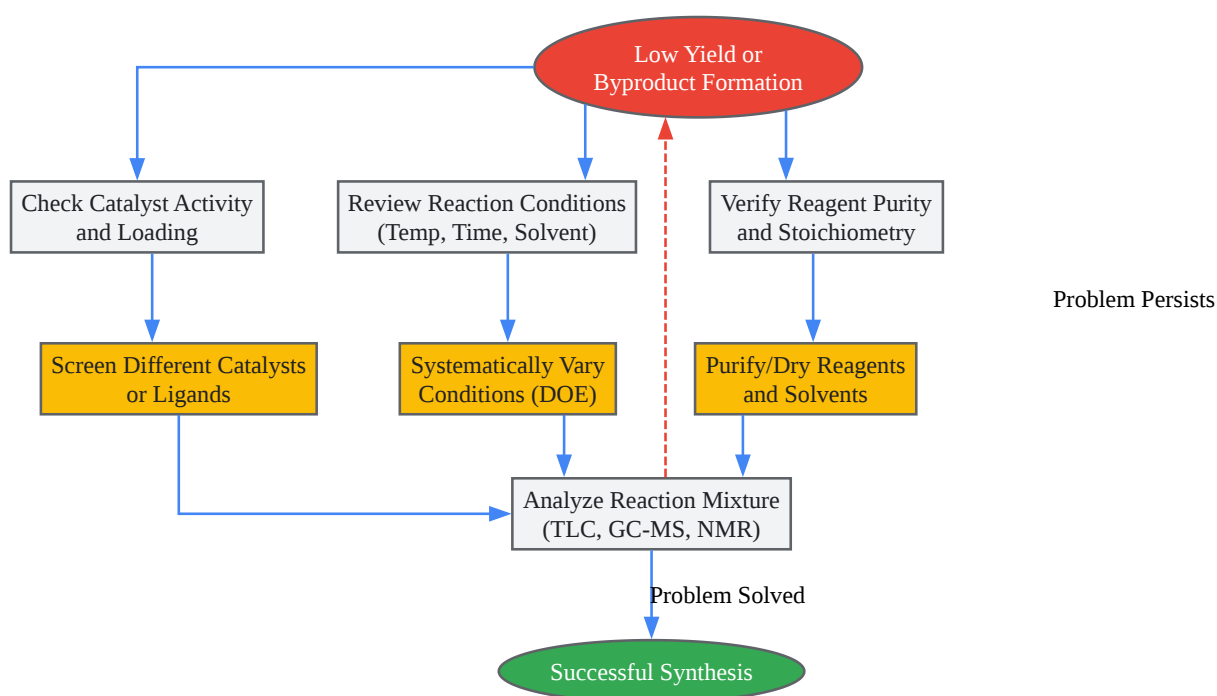 Low Yield or
Byproduct Formation
Check Catalyst Activity
and Loading
Review Reaction Conditions
(Temp, Time, Solvent)
Verify Reagent Purity
and Stoichiometry
Problem Persists
Screen Different Catalysts
or Ligands
Systematically Vary
Conditions (DOE)
Purify/Dry Reagents
and Solvents
Analyze Reaction Mixture
(TLC, GC-MS, NMR)
Problem Solved
Successful Synthesis